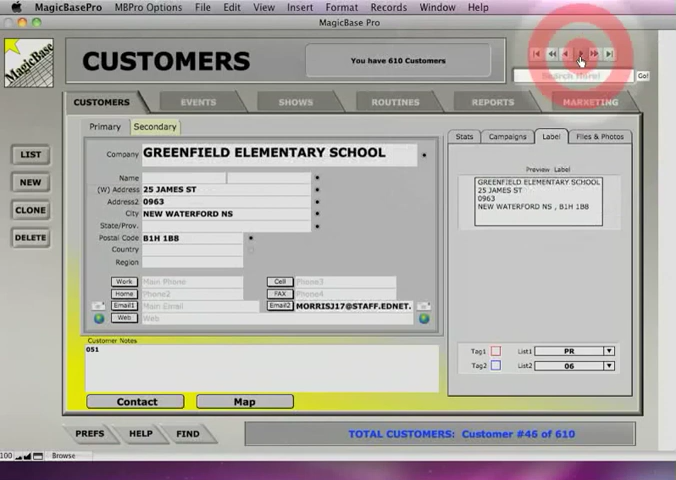 MagicBasePro MBPro Options File Edit View Insert Format Records Window Help
MagicBase Pro
MagicBase
CUSTOMERS
You have 610 Customers
Search Here!
Go!
CUSTOMERS EVENTS SHOWS ROUTINES REPORTS MARKETING
Primary Secondary
Stats Campaigns Label Files & Photos
LIST
NEW
CLONE
DELETE
Company GREENFIELD ELEMENTARY SCHOOL
Name
(W) Address 25 JAMES ST
Address2 0963
City NEW WATERFORD NS
State/Prov.
Postal Code B1H 1B8
Country
Region
Work Main Phone Cell Phone3
Home Phone2 FAX Phone4
Email1 Main Email Email2 MORRISJ17@STAFF.EDNET.
Web Web
Preview Label
GREENFIELD ELEMENTARY SCHOOL
25 JAMES ST
0963
NEW WATERFORD NS , B1H 1B8
Tag1 List1 PR
Tag2 List2 06
Customer Notes
051
Contact Map
PREFS HELP FIND
TOTAL CUSTOMERS: Customer #46 of 610
100 Browse